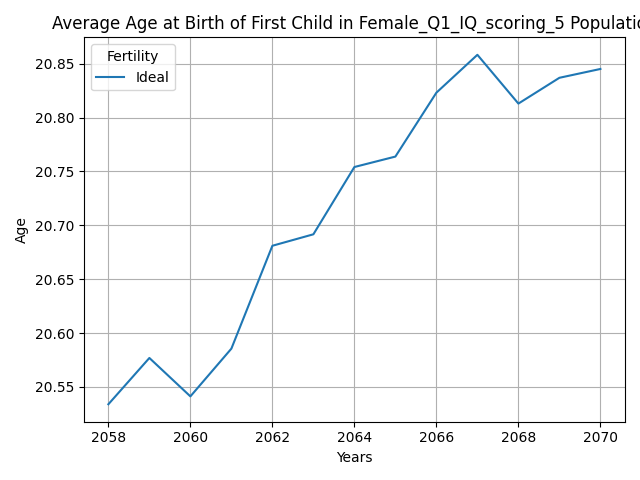 Average Age at Birth of First Child in Female_Q1_IQ_scoring_5 Populatio
Fertility
Ideal
20.85
20.80
20.75
20.70
20.65
20.60
20.55
Age
2058 2060 2062 2064 2066 2068 2070
Years